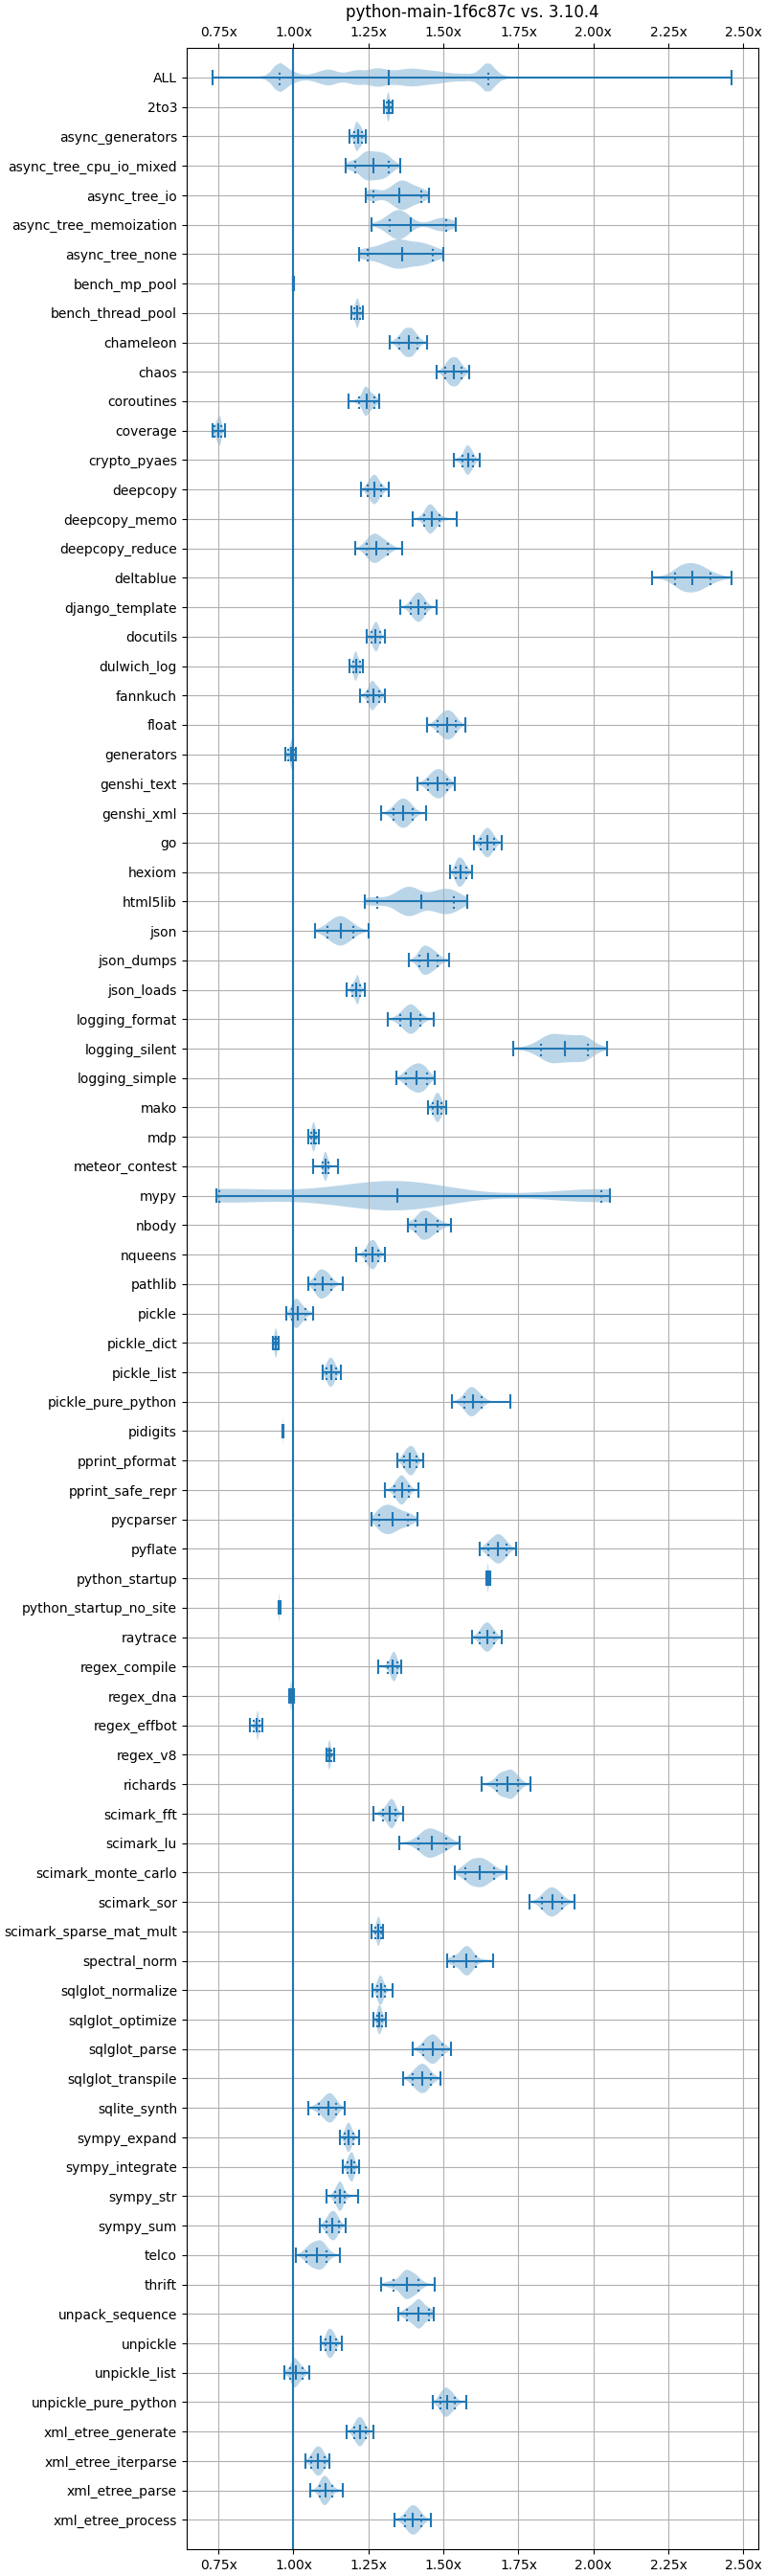 python-main-1f6c87c vs. 3.10.4
0.75x 1.00x 1.25x 1.50x 1.75x 2.00x 2.25x 2.50x
ALL
2to3
async_generators
async_tree_cpu_io_mixed
async_tree_io
async_tree_memoization
async_tree_none
bench_mp_pool
bench_thread_pool
chameleon
chaos
coroutines
coverage
crypto_pyaes
deepcopy
deepcopy_memo
deepcopy_reduce
deltablue
django_template
docutils
dulwich_log
fannkuch
float
generators
genshi_text
genshi_xml
go
hexiom
html5lib
json
json_dumps
json_loads
logging_format
logging_silent
logging_simple
mako
mdp
meteor_contest
mypy
nbody
nqueens
pathlib
pickle
pickle_dict
pickle_list
pickle_pure_python
pidigits
pprint_pformat
pprint_safe_repr
pycparser
pyflate
python_startup
python_startup_no_site
raytrace
regex_compile
regex_dna
regex_effbot
regex_v8
richards
scimark_fft
scimark_lu
scimark_monte_carlo
scimark_sor
scimark_sparse_mat_mult
spectral_norm
sqlglot_normalize
sqlglot_optimize
sqlglot_parse
sqlglot_transpile
sqlite_synth
sympy_expand
sympy_integrate
sympy_str
sympy_sum
telco
thrift
unpack_sequence
unpickle
unpickle_list
unpickle_pure_python
xml_etree_generate
xml_etree_iterparse
xml_etree_parse
xml_etree_process
0.75x 1.00x 1.25x 1.50x 1.75x 2.00x 2.25x 2.50x